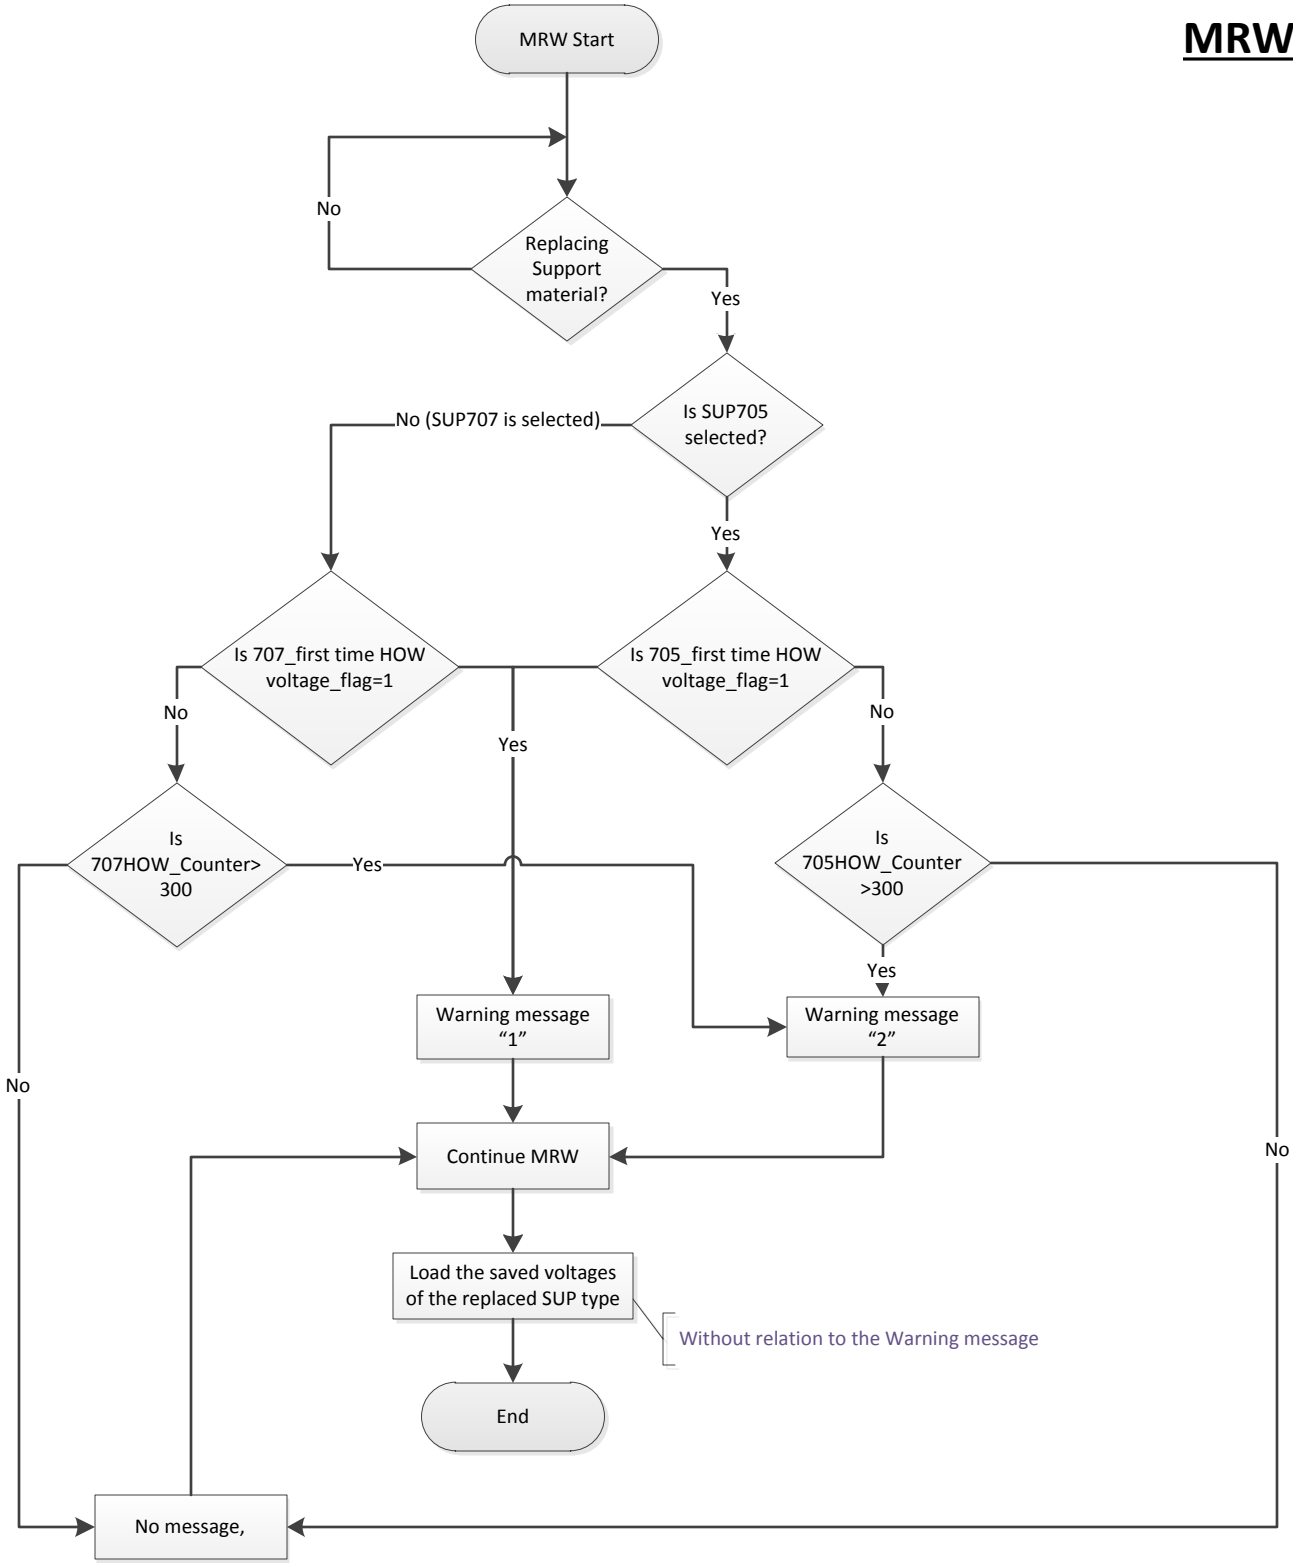 MRW Start
MRW
No
Replacing
Support
material?
Yes
No (SUP707 is selected)
Is SUP705
selected?
Yes
Is 707_first time HOW
voltage_flag=1
Is 705_first time HOW
voltage_flag=1
No
Yes
No
Is
707HOW_Counter>
300
Yes
Is
705HOW_Counter
>300
Yes
Warning message
“1”
Warning message
“2”
No
Continue MRW
No
Load the saved voltages
of the replaced SUP type
Without relation to the Warning message
End
No message,